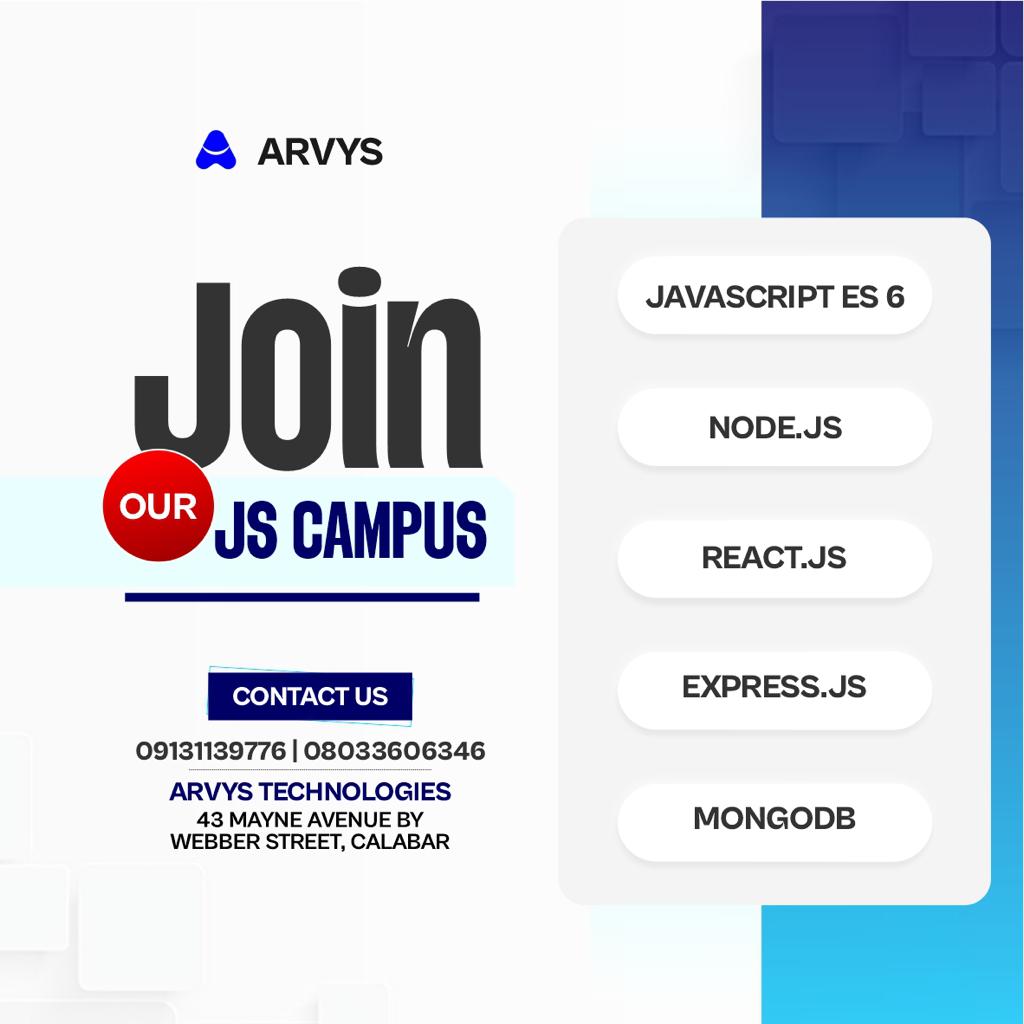 ARVYS
Join
OUR
JS CAMPUS
CONTACT US
09131139776 | 08033606346
ARVYS TECHNOLOGIES
43 MAYNE AVENUE BY
WEBBER STREET, CALABAR
JAVASCRIPT ES 6
NODE.JS
REACT.JS
EXPRESS.JS
MONGODB